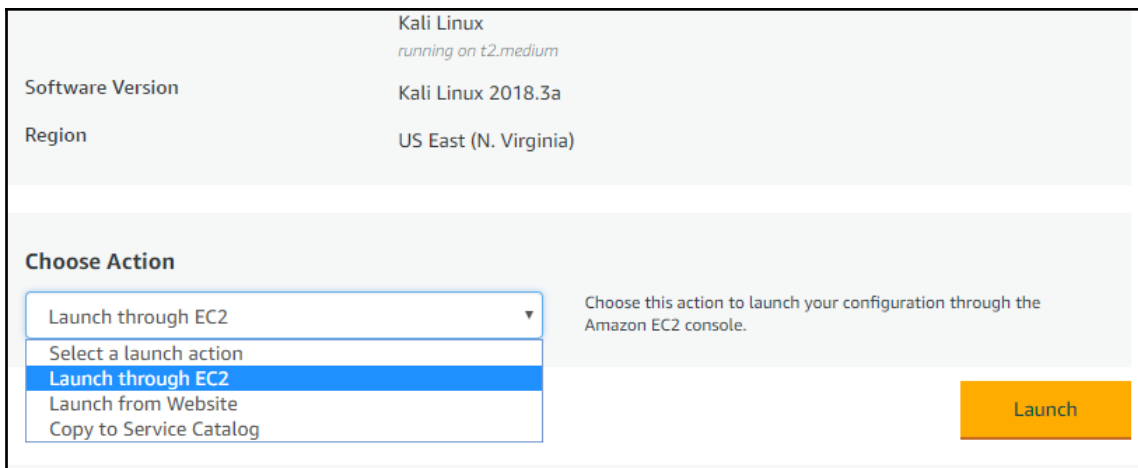 Kali Linux
running on t2.medium
Software Version
Kali Linux 2018.3a
Region
US East (N. Virginia)
Choose Action
Launch through EC2
Choose this action to launch your configuration through the
Amazon EC2 console.
Select a launch action
Launch through EC2
Launch from Website
Copy to Service Catalog
Launch